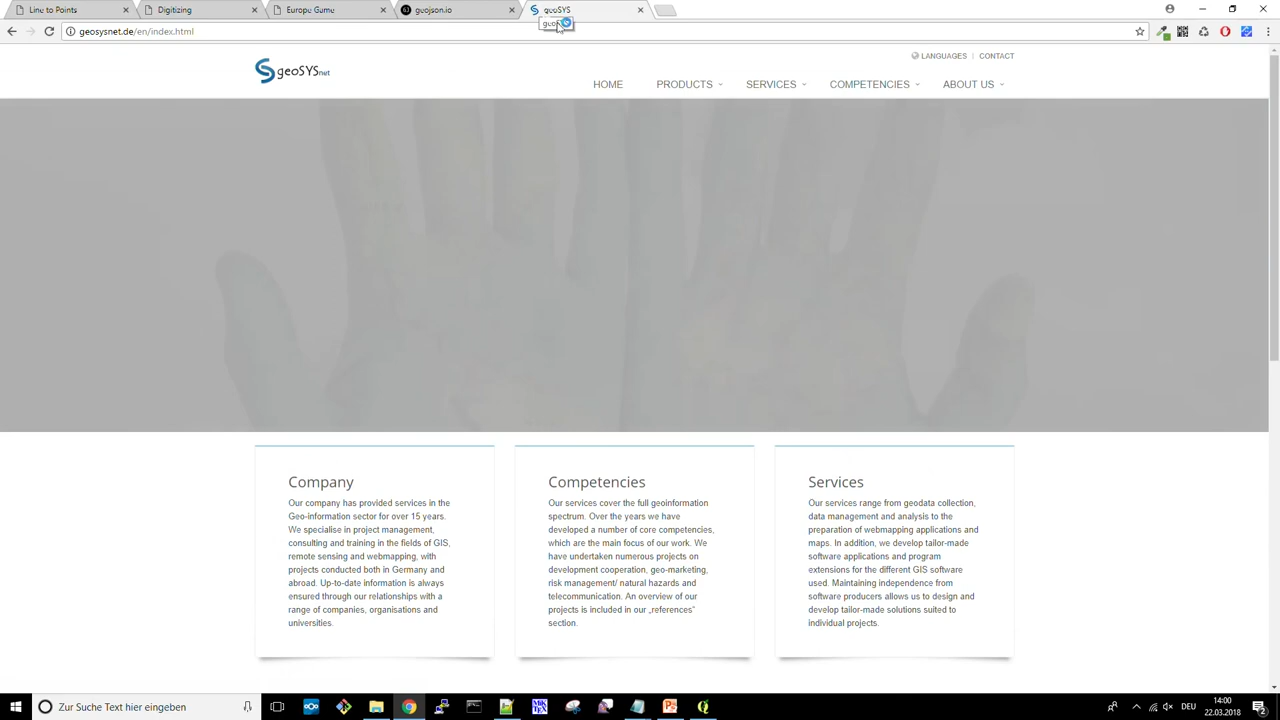 Line to Points
Digitizing
Europe Game
geojson.io
geoSYS
geosysnet.de/en/index.html
LANGUAGES | CONTACT
geoSYSnet
HOME PRODUCTS SERVICES COMPETENCIES ABOUT US
Company
Our company has provided services in the
Geo-information sector for over 15 years.
We specialise in project management,
consulting and training in the fields of GIS,
remote sensing and webmapping, with
projects conducted both in Germany and
abroad. Up-to-date information is always
ensured through our relationships with a
range of companies, organisations and
universities.
Competencies
Our services cover the full geoinformation
spectrum. Over the years we have
developed a number of core competencies,
which are the main focus of our work. We
have undertaken numerous projects on
development cooperation, geo-marketing,
risk management/ natural hazards and
telecommunication. An overview of our
projects is included in our „references“
section.
Services
Our services range from geodata collection,
data management and analysis to the
preparation of webmapping applications and
maps. In addition, we develop tailor-made
software applications and program
extensions for the different GIS software
used. Maintaining independence from
software producers allows us to design and
develop tailor-made solutions suited to
individual projects.
Zur Suche Text hier eingeben
DEU
14:00
22.03.2018